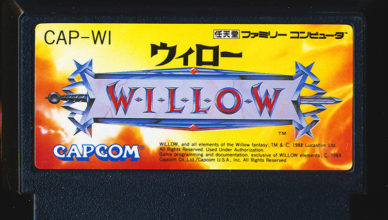 CAP-WI
任天堂 ファミリーコンピュータ
ウィロー
W·I·L·L·O·W
TM
CAPCOM
WILLOW, and all elements of the Willow fantasy, TM & © 1988 Lucasfilm Ltd.
All Rights Reserved. Used Under Authorization.
Game programming and documentation, exclusive of WILLOW elements, © 1989
Capcom Co. Ltd./Capcom U.S.A., Inc. All Rights Reserved